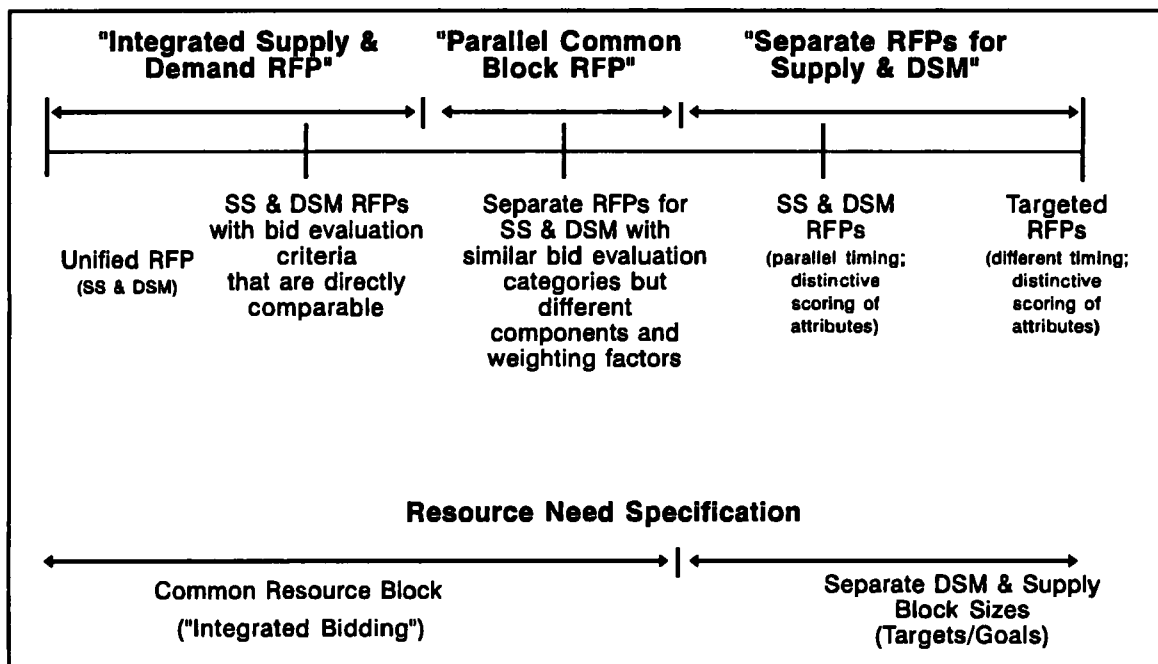 "Integrated Supply &
Demand RFP"
"Parallel Common
Block RFP"
"Separate RFPs for
Supply & DSM"
Unified RFP
(SS & DSM)
SS & DSM RFPs
with bid evaluation
criteria
that are directly
comparable
Separate RFPs for
SS & DSM with
similar bid evaluation
categories but
different
components and
weighting factors
SS & DSM
RFPs
(parallel timing;
distinctive
scoring of
attributes)
Targeted
RFPs
(different timing;
distinctive
scoring of
attributes)
Resource Need Specification
Common Resource Block
("Integrated Bidding")
Separate DSM & Supply
Block Sizes
(Targets/Goals)